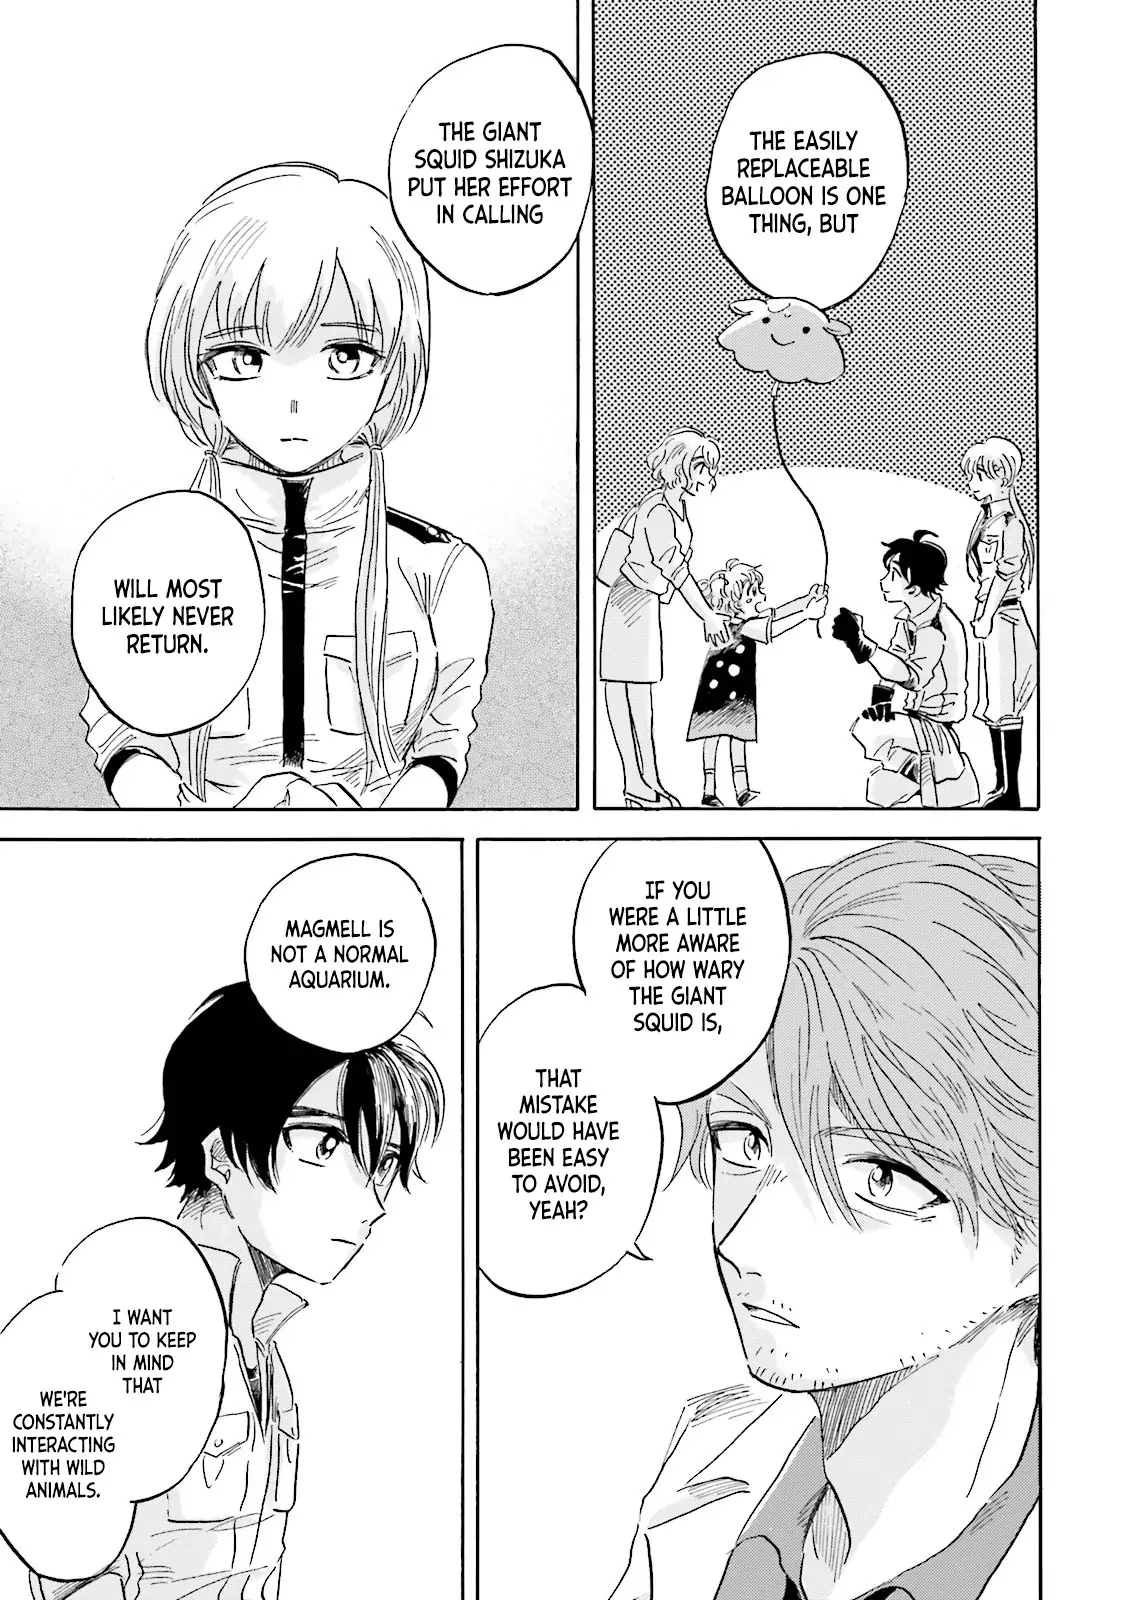 THE EASILY
REPLACEABLE
BALLOON IS ONE
THING, BUT
THE GIANT
SQUID SHIZUKA
PUT HER EFFORT
IN CALLING
WILL MOST
LIKELY NEVER
RETURN.
IF YOU
WERE A LITTLE
MORE AWARE
OF HOW WARY
THE GIANT
SQUID IS,
THAT
MISTAKE
WOULD HAVE
BEEN EASY
TO AVOID,
YEAH?
MAGMELL IS
NOT A NORMAL
AQUARIUM.
I WANT
YOU TO KEEP
IN MIND
THAT
WE'RE
CONSTANTLY
INTERACTING
WITH WILD
ANIMALS.